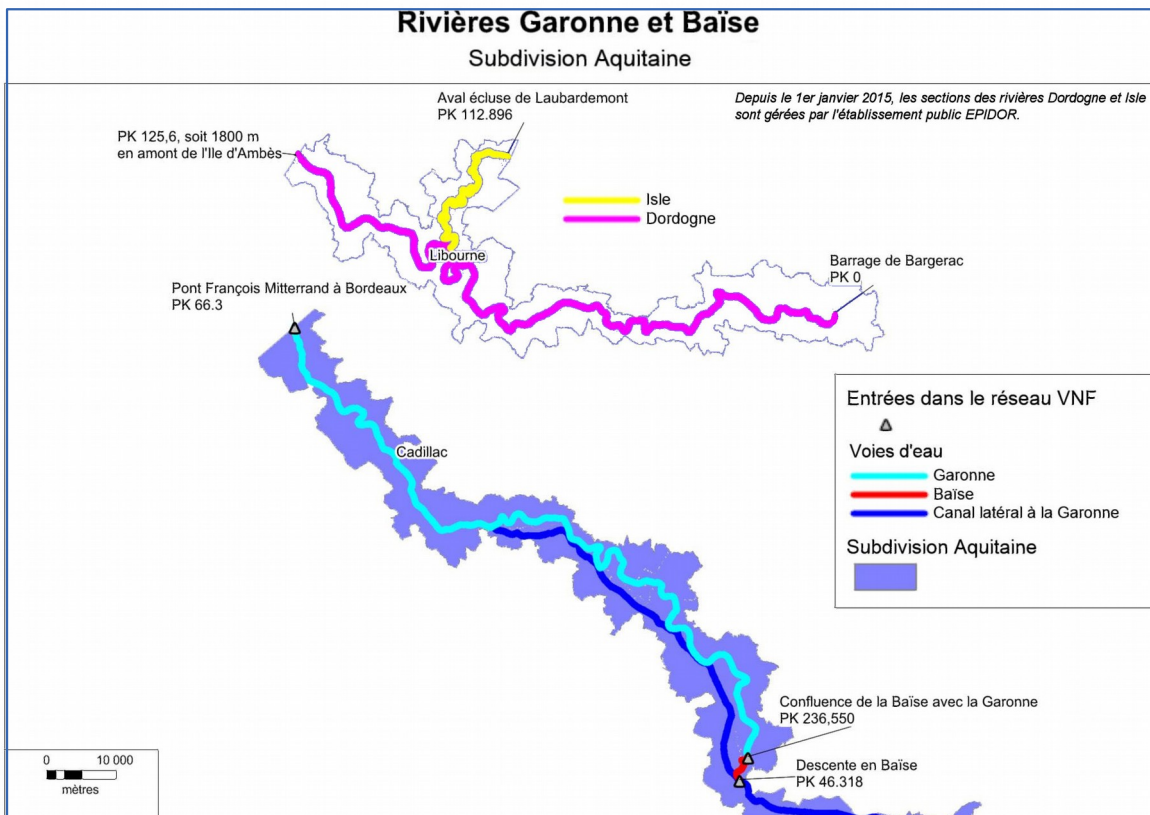 Rivières Garonne et Baïse
Subdivision Aquitaine
Aval écluse de Laubardemont
PK 112.896
Depuis le 1er janvier 2015, les sections des rivières Dordogne et Isle
sont gérées par l'établissement public EPIDOR.
PK 125,6, soit 1800 m
en amont de l'Ile d'Ambès
Isle
Dordogne
Libourne
Barrage de Bargerac
PK 0
Pont François Mitterrand à Bordeaux
PK 66.3
Entrées dans le réseau VNF
Voies d'eau
Garonne
Baïse
Canal latéral à la Garonne
Subdivision Aquitaine
Cadillac
Confluence de la Baïse avec la Garonne
PK 236,550
Descente en Baïse
PK 46.318
0 10 000
mètres